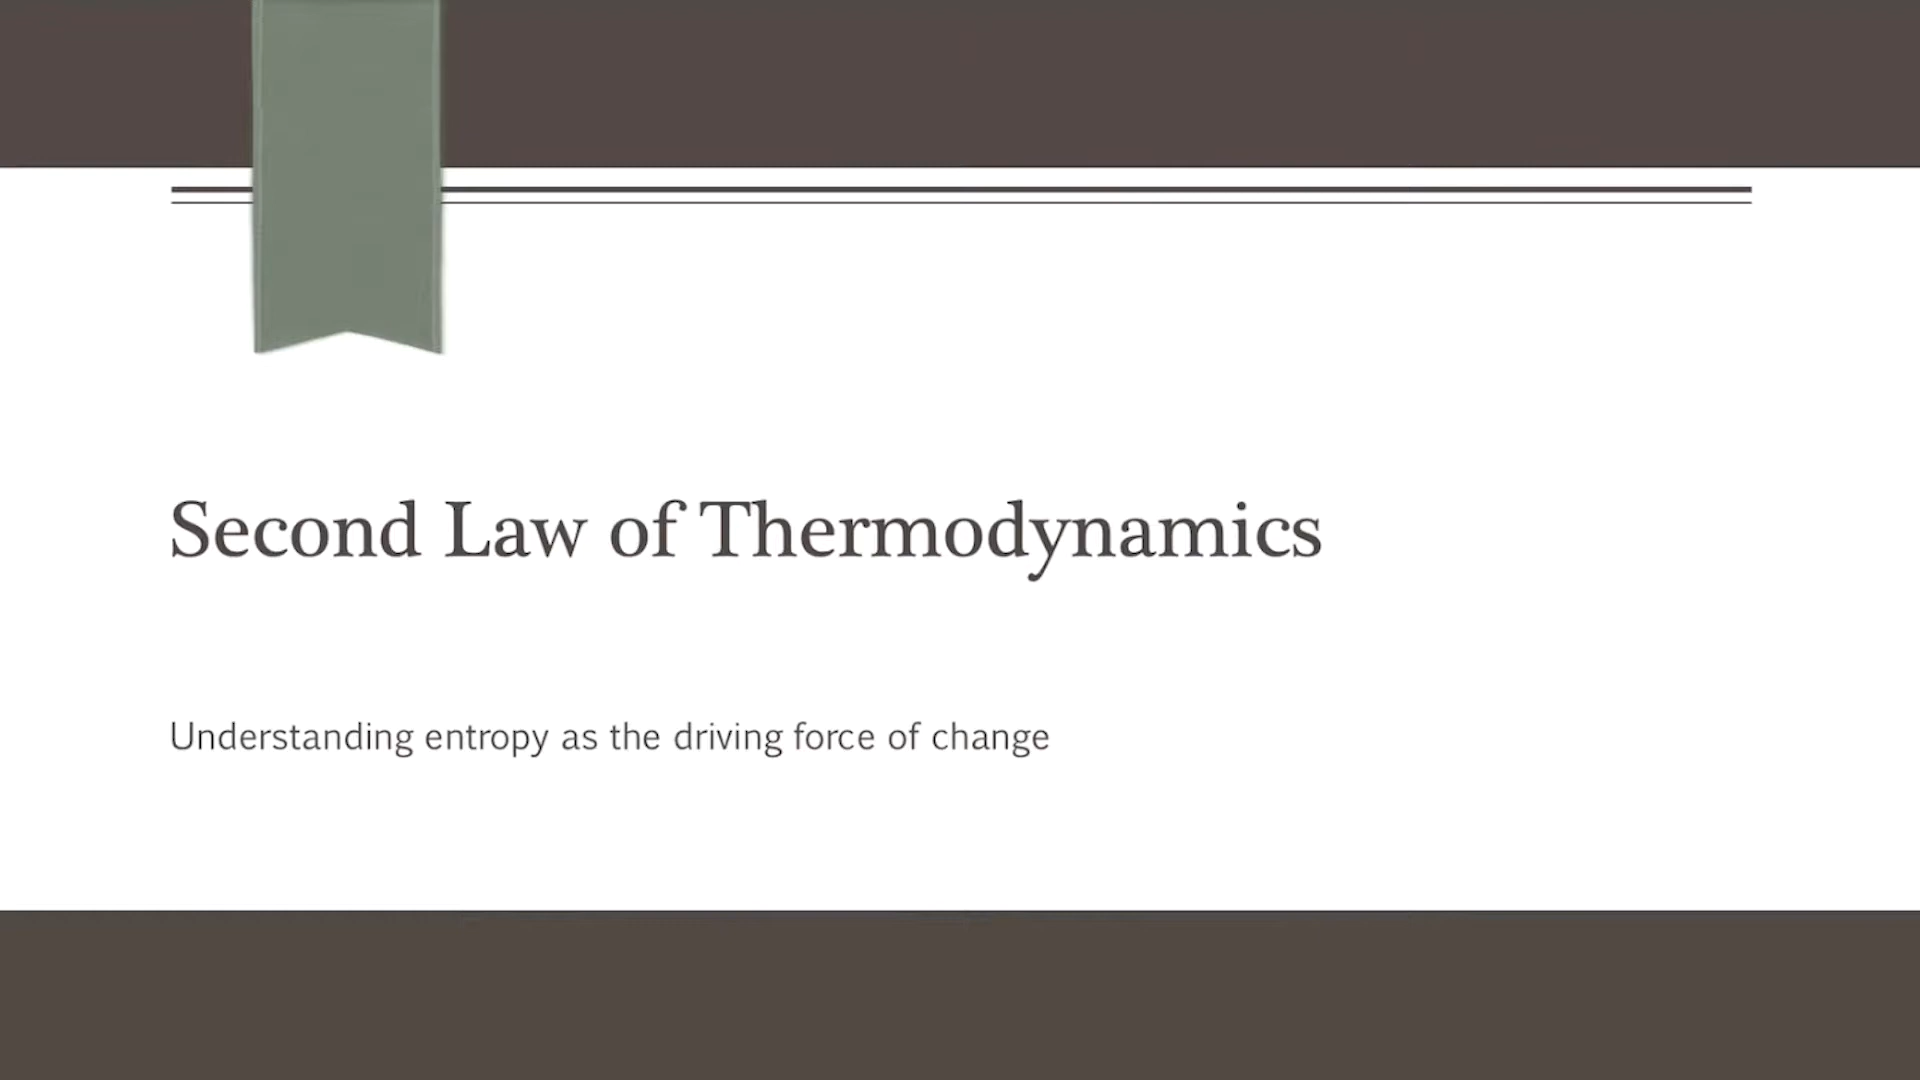 Second Law of Thermodynamics
Understanding entropy as the driving force of change